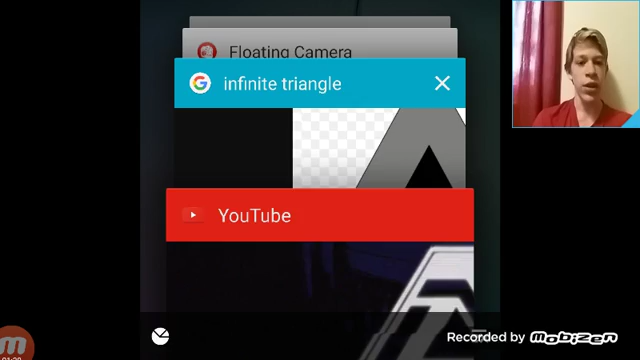 Floating Camera
infinite triangle
YouTube
Recorded by mobizen